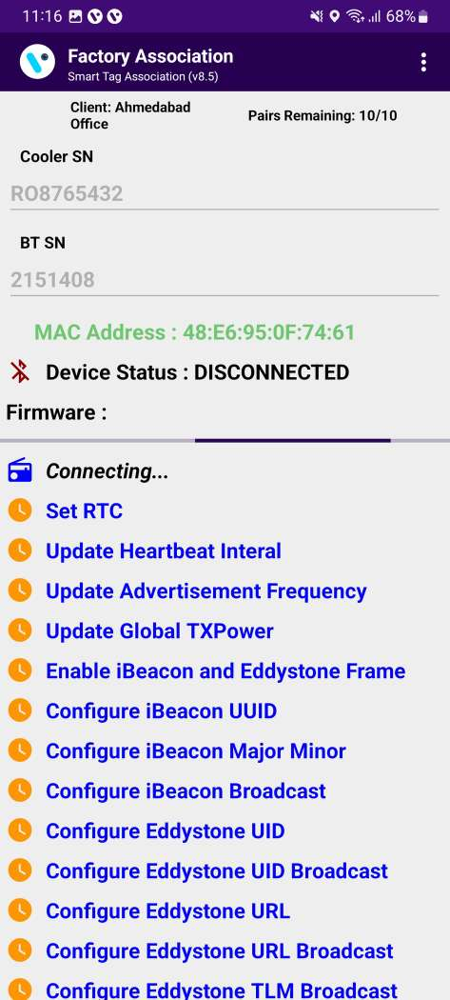 11:16
68%
Factory Association
Smart Tag Association (v8.5)
Client: Ahmedabad
Office
Pairs Remaining: 10/10
Cooler SN
RO8765432
BT SN
2151408
MAC Address : 48:E6:95:0F:74:61
Device Status : DISCONNECTED
Firmware :
Connecting...
Set RTC
Update Heartbeat Interal
Update Advertisement Frequency
Update Global TXPower
Enable iBeacon and Eddystone Frame
Configure iBeacon UUID
Configure iBeacon Major Minor
Configure iBeacon Broadcast
Configure Eddystone UID
Configure Eddystone UID Broadcast
Configure Eddystone URL
Configure Eddystone URL Broadcast
Configure Eddystone TLM Broadcast